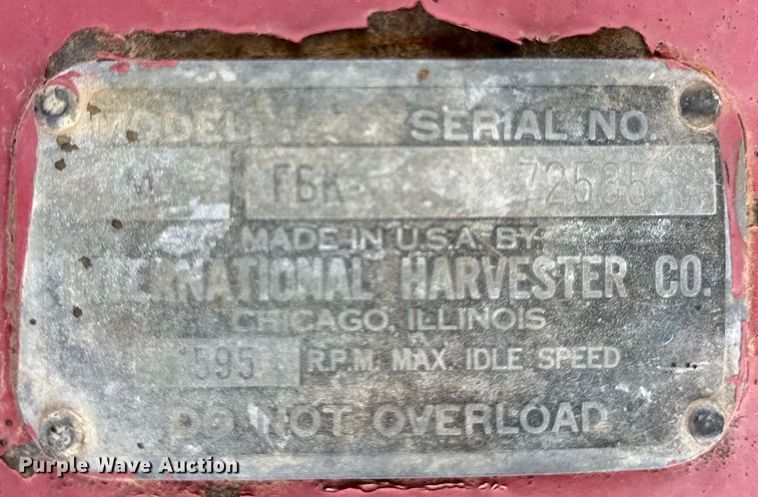 MODEL SERIAL NO.
M FBK 72585
MADE IN U.S.A. BY
INTERNATIONAL HARVESTER CO.
CHICAGO, ILLINOIS
1595 R.P.M. MAX. IDLE SPEED
DO NOT OVERLOAD
Purple Wave Auction